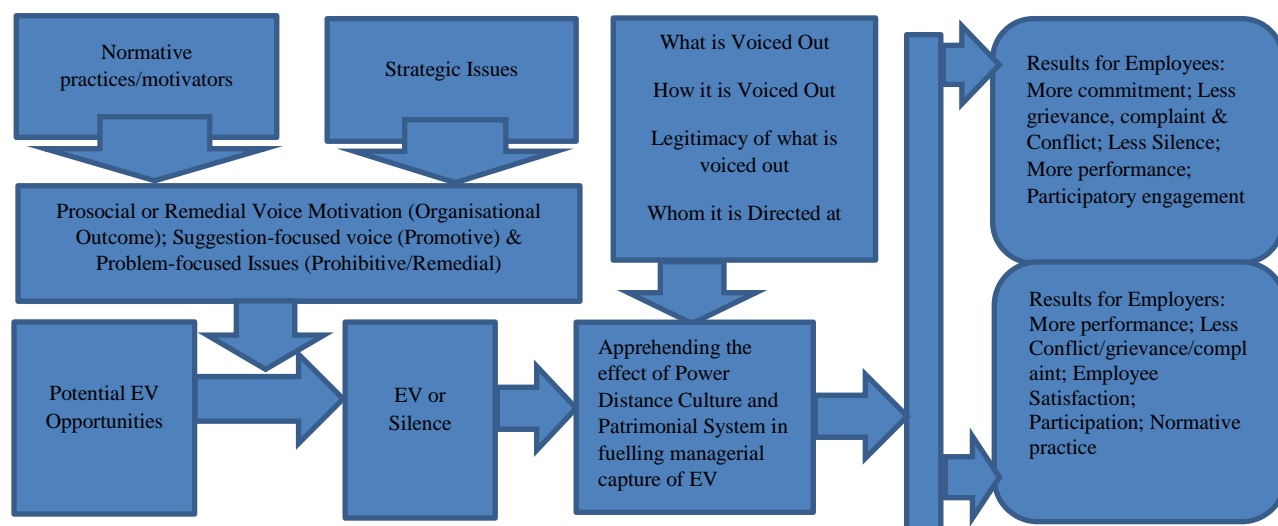 Normative
practices/motivators
Strategic Issues
What is Voiced Out
How it is Voiced Out
Legitimacy of what is
voiced out
Whom it is Directed at
Results for Employees:
More commitment; Less
grievance, complaint &
Conflict; Less Silence;
More performance;
Participatory engagement
Prosocial or Remedial Voice Motivation (Organisational
Outcome); Suggestion-focused voice (Promotive) &
Problem-focused Issues (Prohibitive/Remedial)
Potential EV
Opportunities
EV or
Silence
Apprehending the
effect of Power
Distance Culture and
Patrimonial System in
fuelling managerial
capture of EV
Results for Employers:
More performance; Less
Conflict/grievance/compl
aint; Employee
Satisfaction;
Participation; Normative
practice